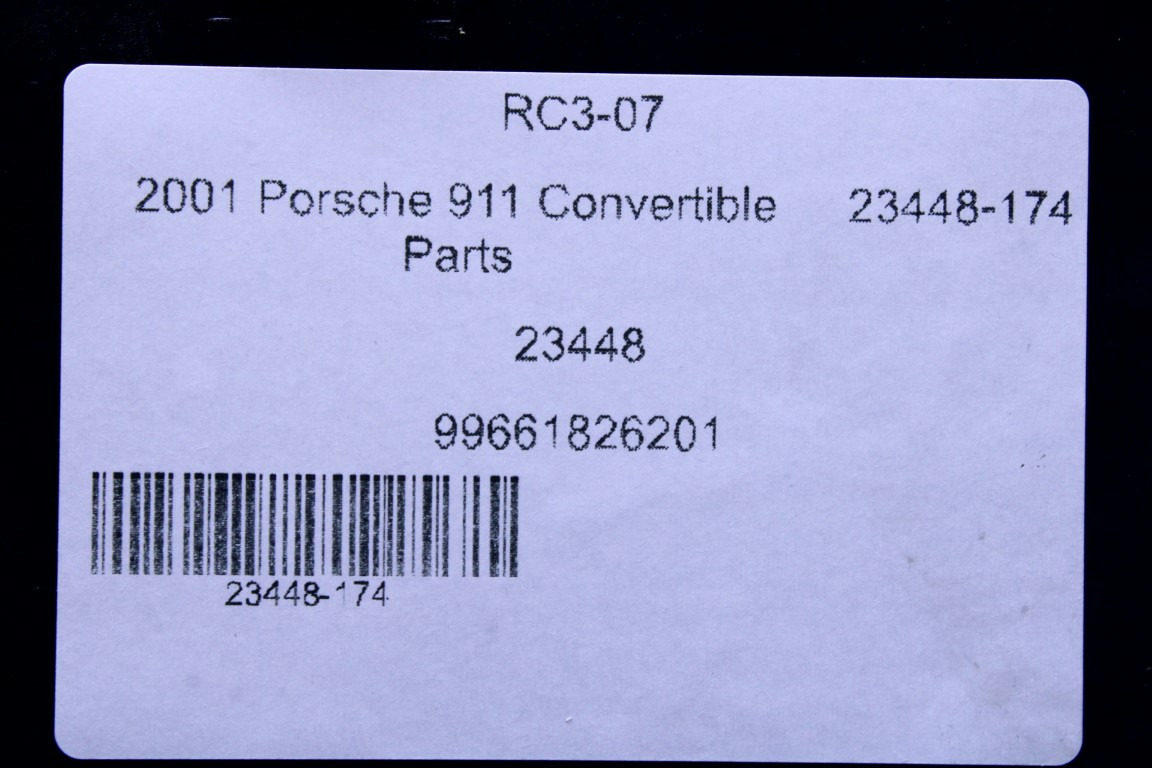 RC3-07
2001 Porsche 911 Convertible 23448-174
Parts
23448
99661826201
23448-174